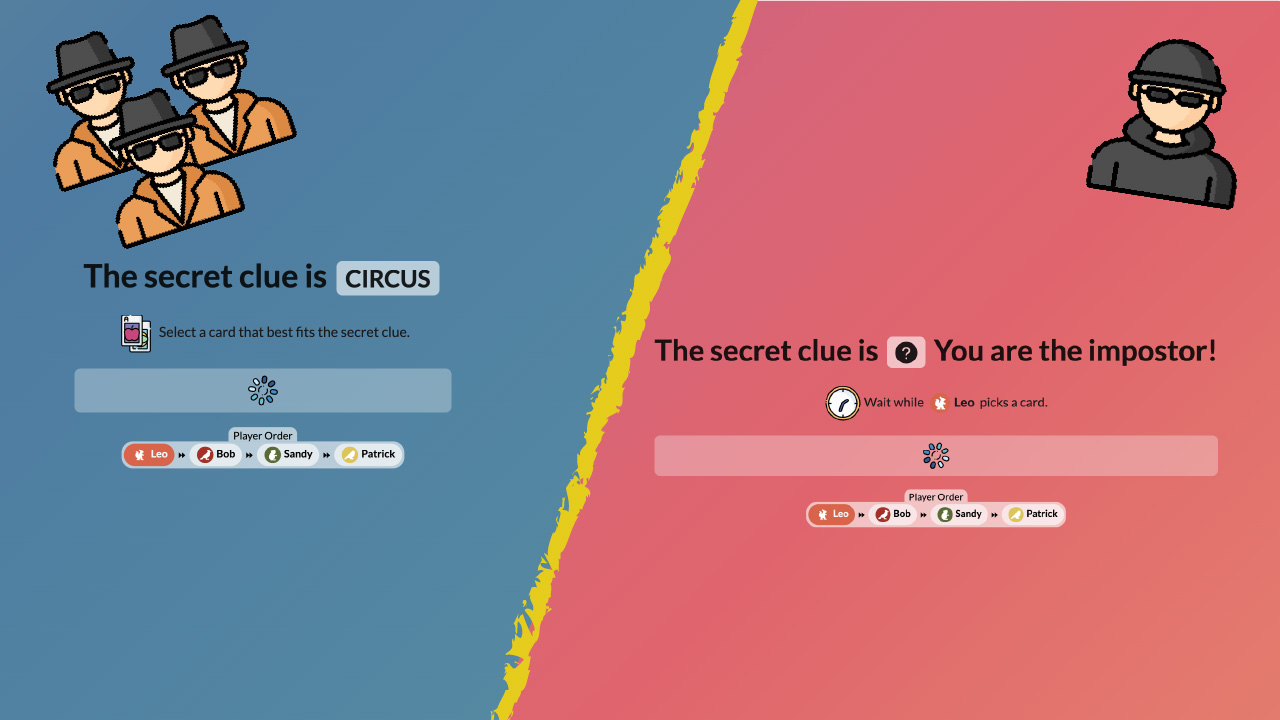 The secret clue is CIRCUS
Select a card that best fits the secret clue.
Player Order
Leo Bob Sandy Patrick
The secret clue is ? You are the impostor!
Wait while Leo picks a card.
Player Order
Leo Bob Sandy Patrick